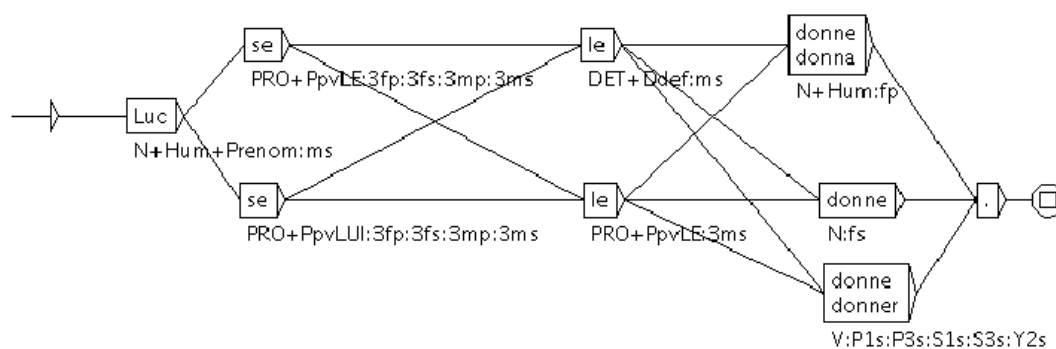 se
PRO+PpvLE:3fp:3fs:3mp:3ms
le
DET+Ddef:ms
donne
donna
N+Hum:fp
Luc
N+Hum+Prenom:ms
se
PRO+PpvLUI:3fp:3fs:3mp:3ms
le
PRO+PpvLE:3ms
donne
N:fs
.
donne
donner
V:P1s:P3s:S1s:S3s:Y2s